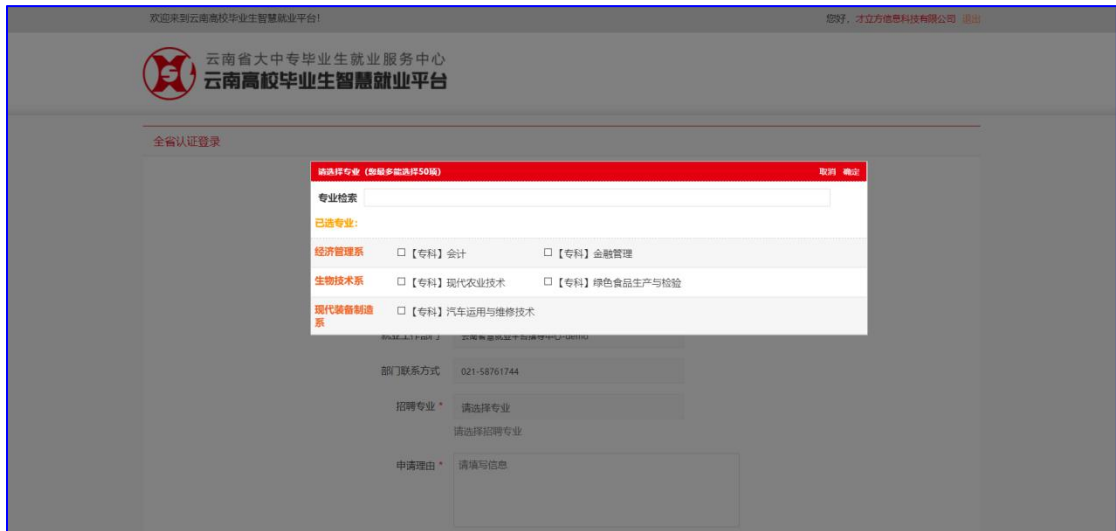 欢迎来到云南高校毕业生智慧就业平台!
您好, 才立方信息科技有限公司 退出
云南省大中专毕业生就业服务中心
云南高校毕业生智慧就业平台
全省认证登录
请选择专业 (您最多能选择50项) 取消 确定
专业检索
已选专业:
经济管理系 【专科】会计 【专科】金融管理
生物技术系 【专科】现代农业技术 【专科】绿色食品生产与检验
现代装备制造系 【专科】汽车运用与维修技术
部门联系方式 021-58761744
招聘专业 * 请选择专业
请选择招聘专业
申请理由 * 请填写信息